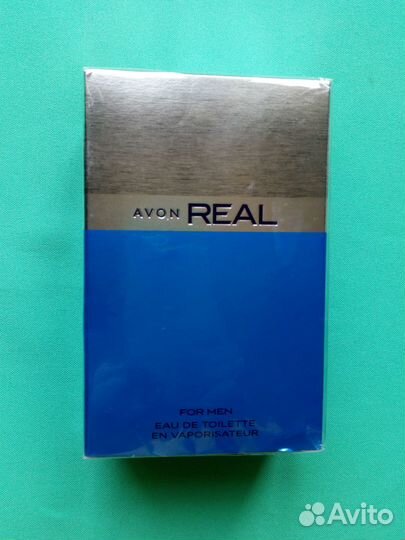 AVON REAL
FOR MEN
EAU DE TOILETTE
EN VAPORISATEUR
Avito